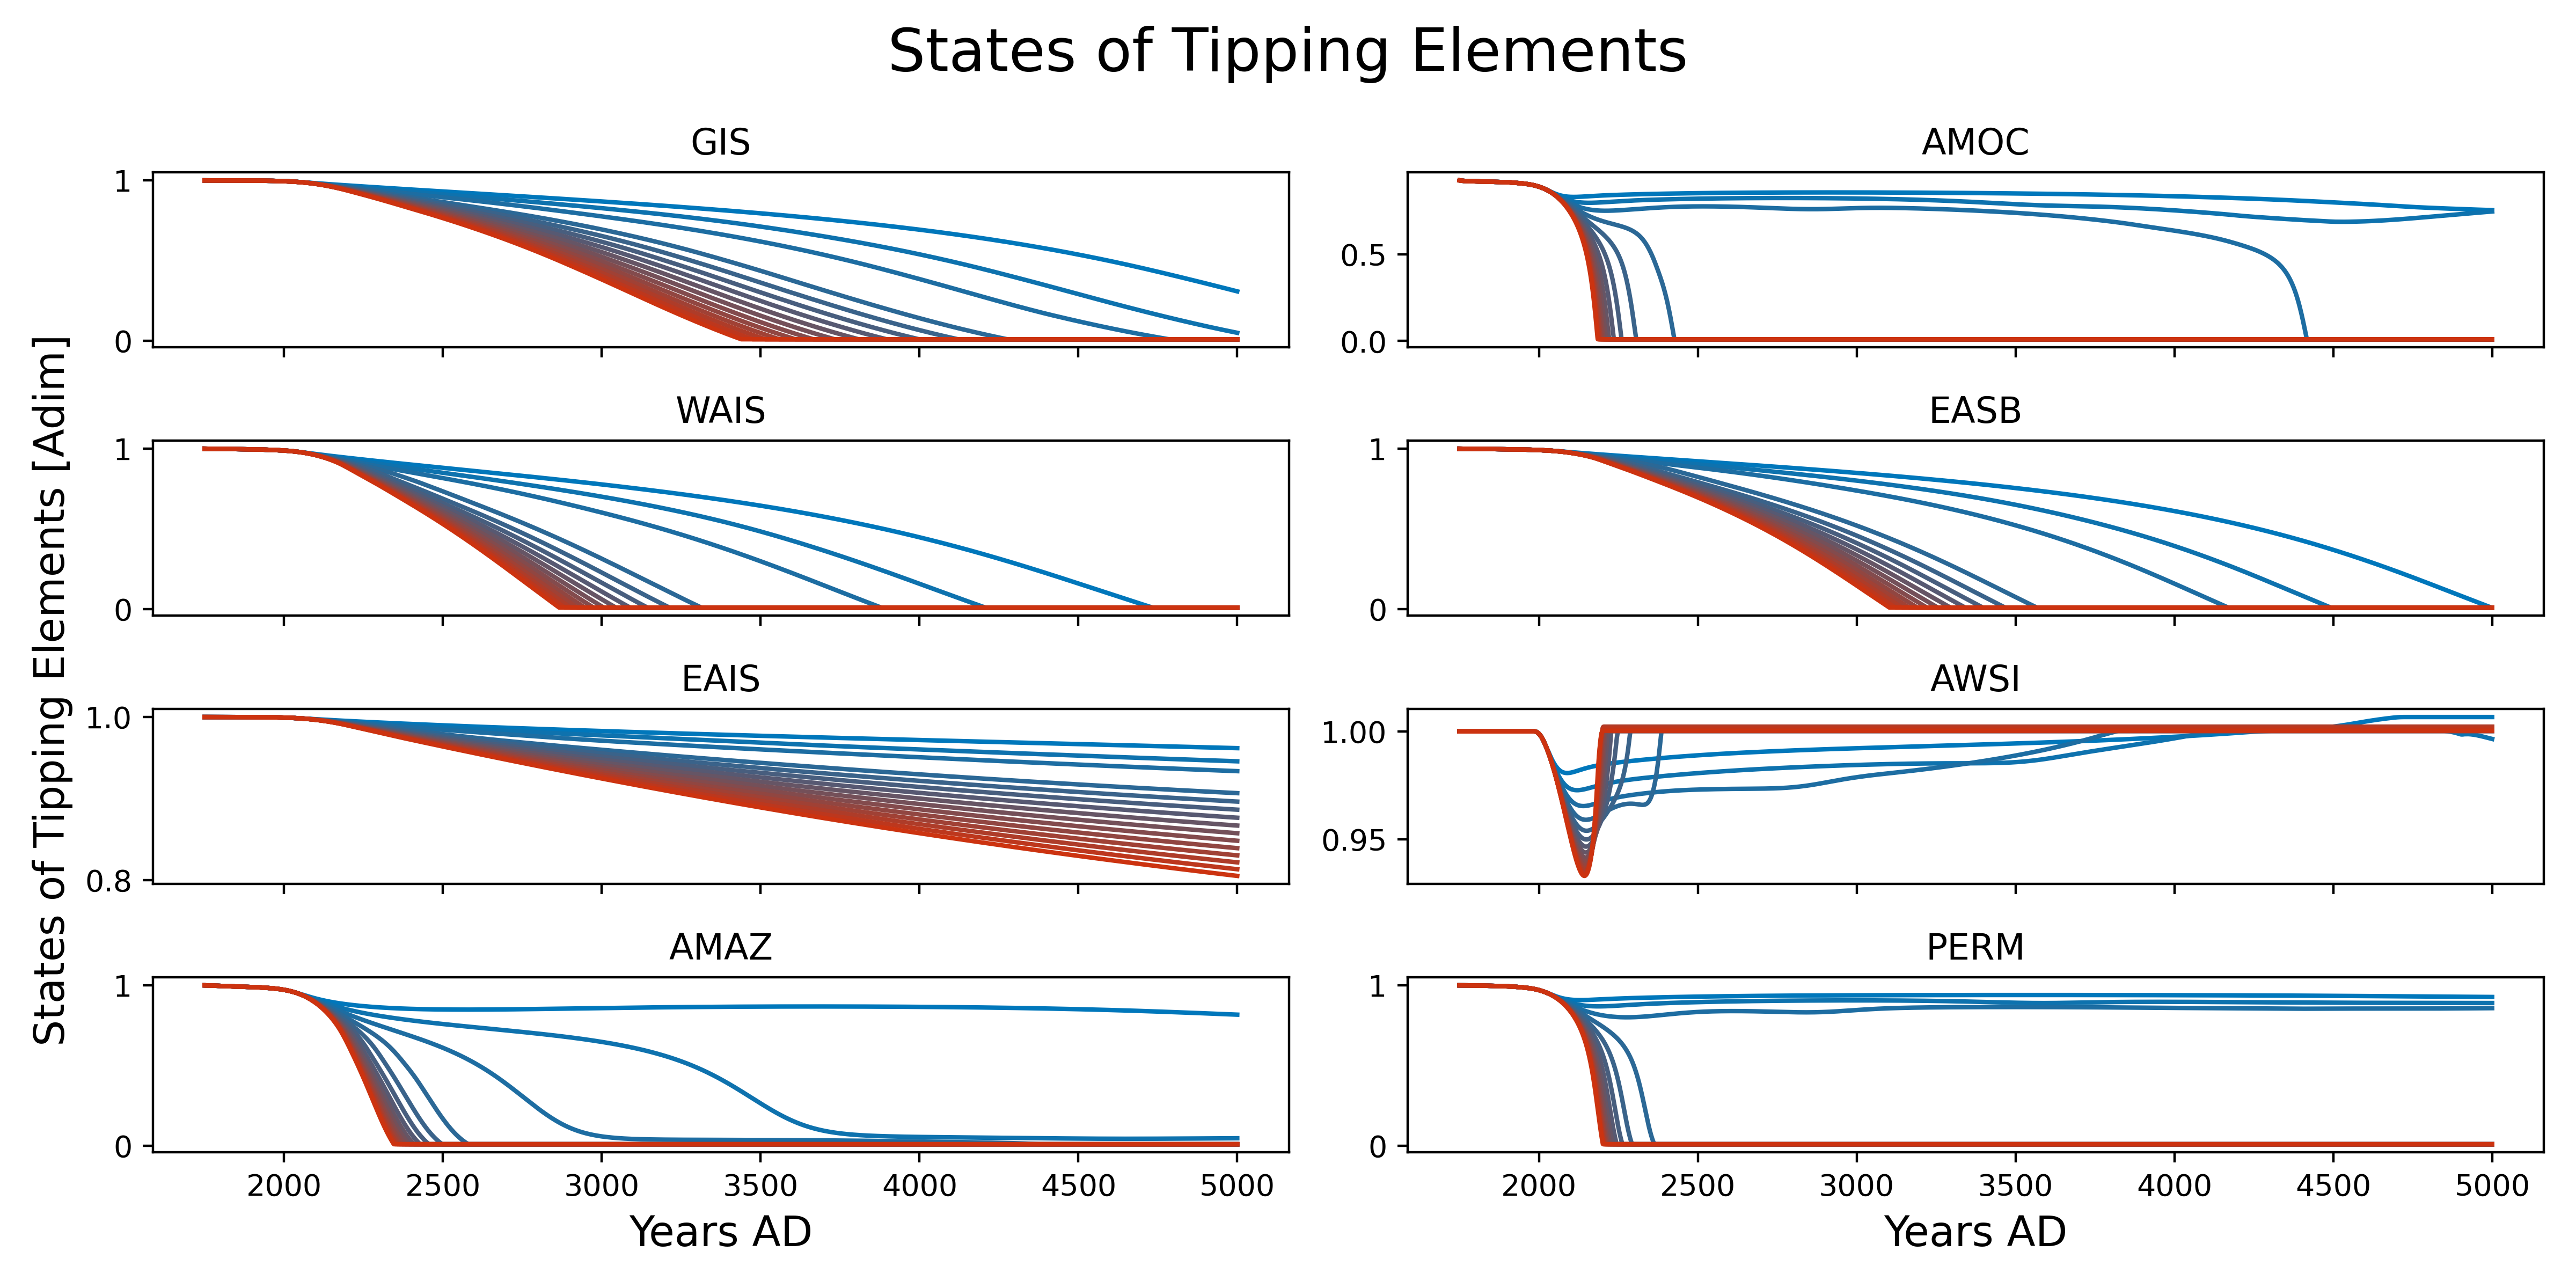 States of Tipping Elements
GIS
AMOC
1
0
0.5
0.0
WAIS
EASB
1
0
1
0
EAIS
AWSI
1.0
0.8
1.00
0.95
AMAZ
PERM
1
0
1
0
2000 2500 3000 3500 4000 4500 5000
2000 2500 3000 3500 4000 4500 5000
Years AD
Years AD
States of Tipping Elements [Adim]